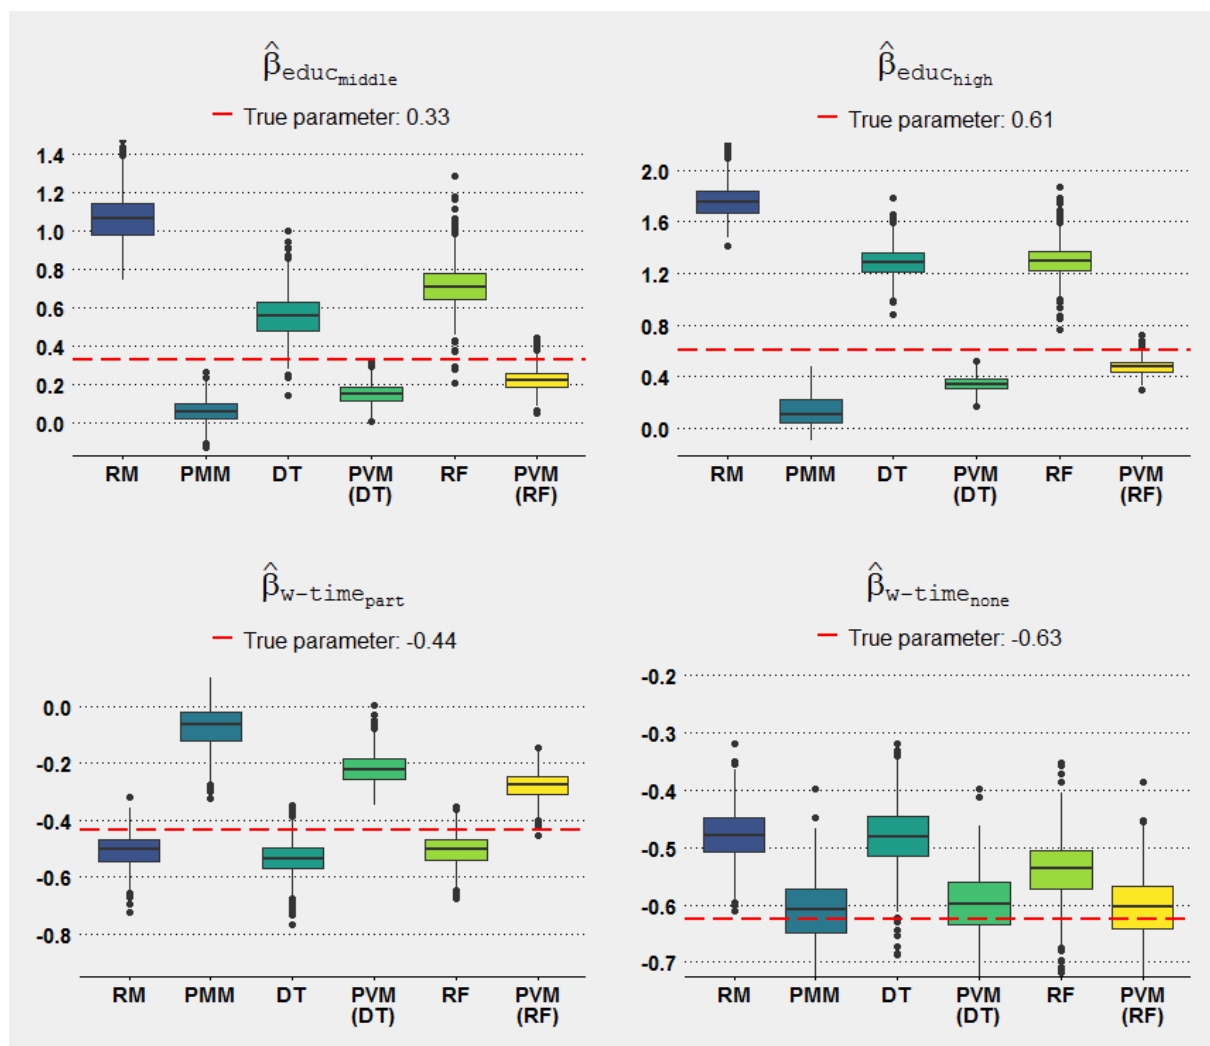 β̂educmiddle
True parameter: 0.33
1.4
1.2
1.0
0.8
0.6
0.4
0.2
0.0
RM PMM DT PVM RF PVM
(DT) (RF)
β̂educhigh
True parameter: 0.61
2.0
1.6
1.2
0.8
0.4
0.0
RM PMM DT PVM RF PVM
(DT) (RF)
β̂w-timepart
True parameter: -0.44
0.0
-0.2
-0.4
-0.6
-0.8
RM PMM DT PVM RF PVM
(DT) (RF)
β̂w-timenone
True parameter: -0.63
-0.2
-0.3
-0.4
-0.5
-0.6
-0.7
RM PMM DT PVM RF PVM
(DT) (RF)